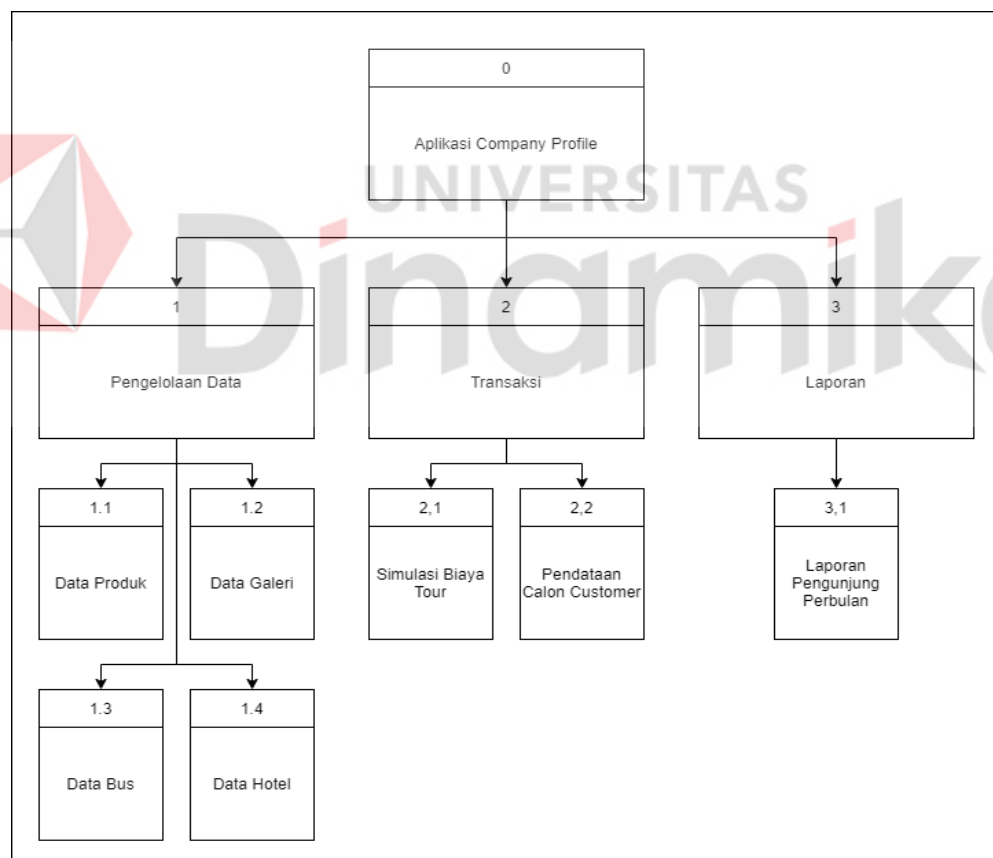 0
Aplikasi Company Profile
UNIVERSITAS
Dinamika
1
2
3
Pengelolaan Data
Transaksi
Laporan
1.1
1.2
2,1
2,2
3,1
Data Produk
Data Galeri
Simulasi Biaya
Tour
Pendataan
Calon Customer
Laporan
Pengunjung
Perbulan
1.3
1.4
Data Bus
Data Hotel